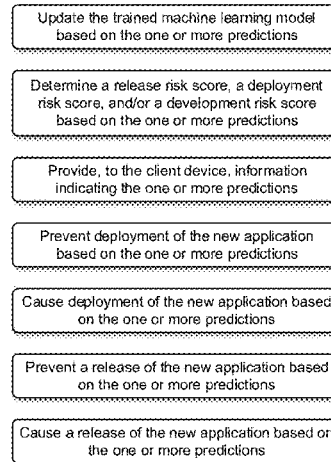 Update the trained machine learning model
based on the one or more predictions
Determine a release risk score, a deployment
risk score, and/or a development risk score
based on the one or more predictions
Provide, to the client device, information
indicating the one or more predictions
Prevent deployment of the new application
based on the one or more predictions
Cause deployment of the new application based
on the one or more predictions
Prevent a release of the new application based
on the one or more predictions
Cause a release of the new application based on
the one or more predictions